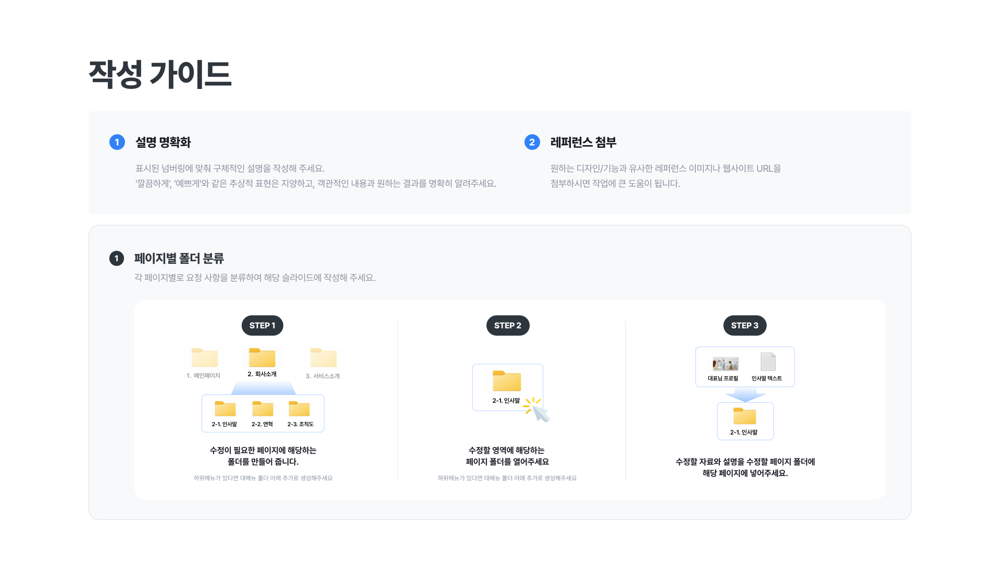 작성 가이드
1 설명 명확화
표시된 넘버링에 맞춰 구체적인 설명을 작성해 주세요.
'깔끔하게', '예쁘게'와 같은 추상적 표현은 지양하고, 객관적인 내용과 원하는 결과를 명확히 알려주세요.
2 레퍼런스 첨부
원하는 디자인/기능과 유사한 레퍼런스 이미지나 웹사이트 URL을
첨부하시면 작업에 큰 도움이 됩니다.
1 페이지별 폴더 분류
각 페이지별로 요청 사항을 분류하여 해당 슬라이드에 작성해 주세요.
STEP 1
1. 메인페이지
2. 회사소개
3. 서비스소개
2-1. 인사말
2-2. 연혁
2-3. 조직도
수정이 필요한 페이지에 해당하는
폴더를 만들어 줍니다.
하위메뉴가 있다면 대메뉴 폴더 아래 추가로 생성해주세요
STEP 2
2-1. 인사말
수정할 영역에 해당하는
페이지 폴더를 열어주세요
하위메뉴가 있다면 대메뉴 폴더 아래 추가로 생성해주세요
STEP 3
대표님 프로필
인사말 텍스트
2-1. 인사말
수정할 자료와 설명을 수정할 페이지 폴더에
해당 페이지에 넣어주세요.